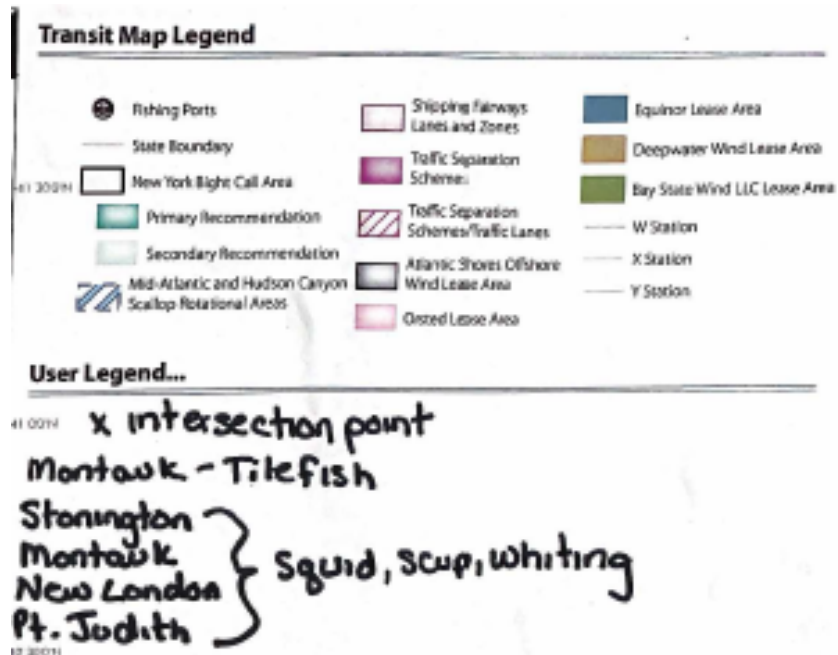 Transit Map Legend
Fishing Ports
State Boundary
New York Bight Call Area
Primary Recommendation
Secondary Recommendation
Mid-Atlantic and Hudson Canyon
Scallop Rotational Areas
Shipping Fairways
Lanes and Zones
Traffic Separation
Schemes
Traffic Separation
Schemes/Traffic Lanes
Atlantic Shores Offshore
Wind Lease Area
Orsted Lease Area
Equinor Lease Area
Deepwater Wind Lease Area
Bay State Wind LLC Lease Area
W Station
X Station
Y Station
User Legend...
x intersection point
Montauk - Tilefish
Stonington
Montauk
New London
Pt. Judith
Squid, scup, whiting